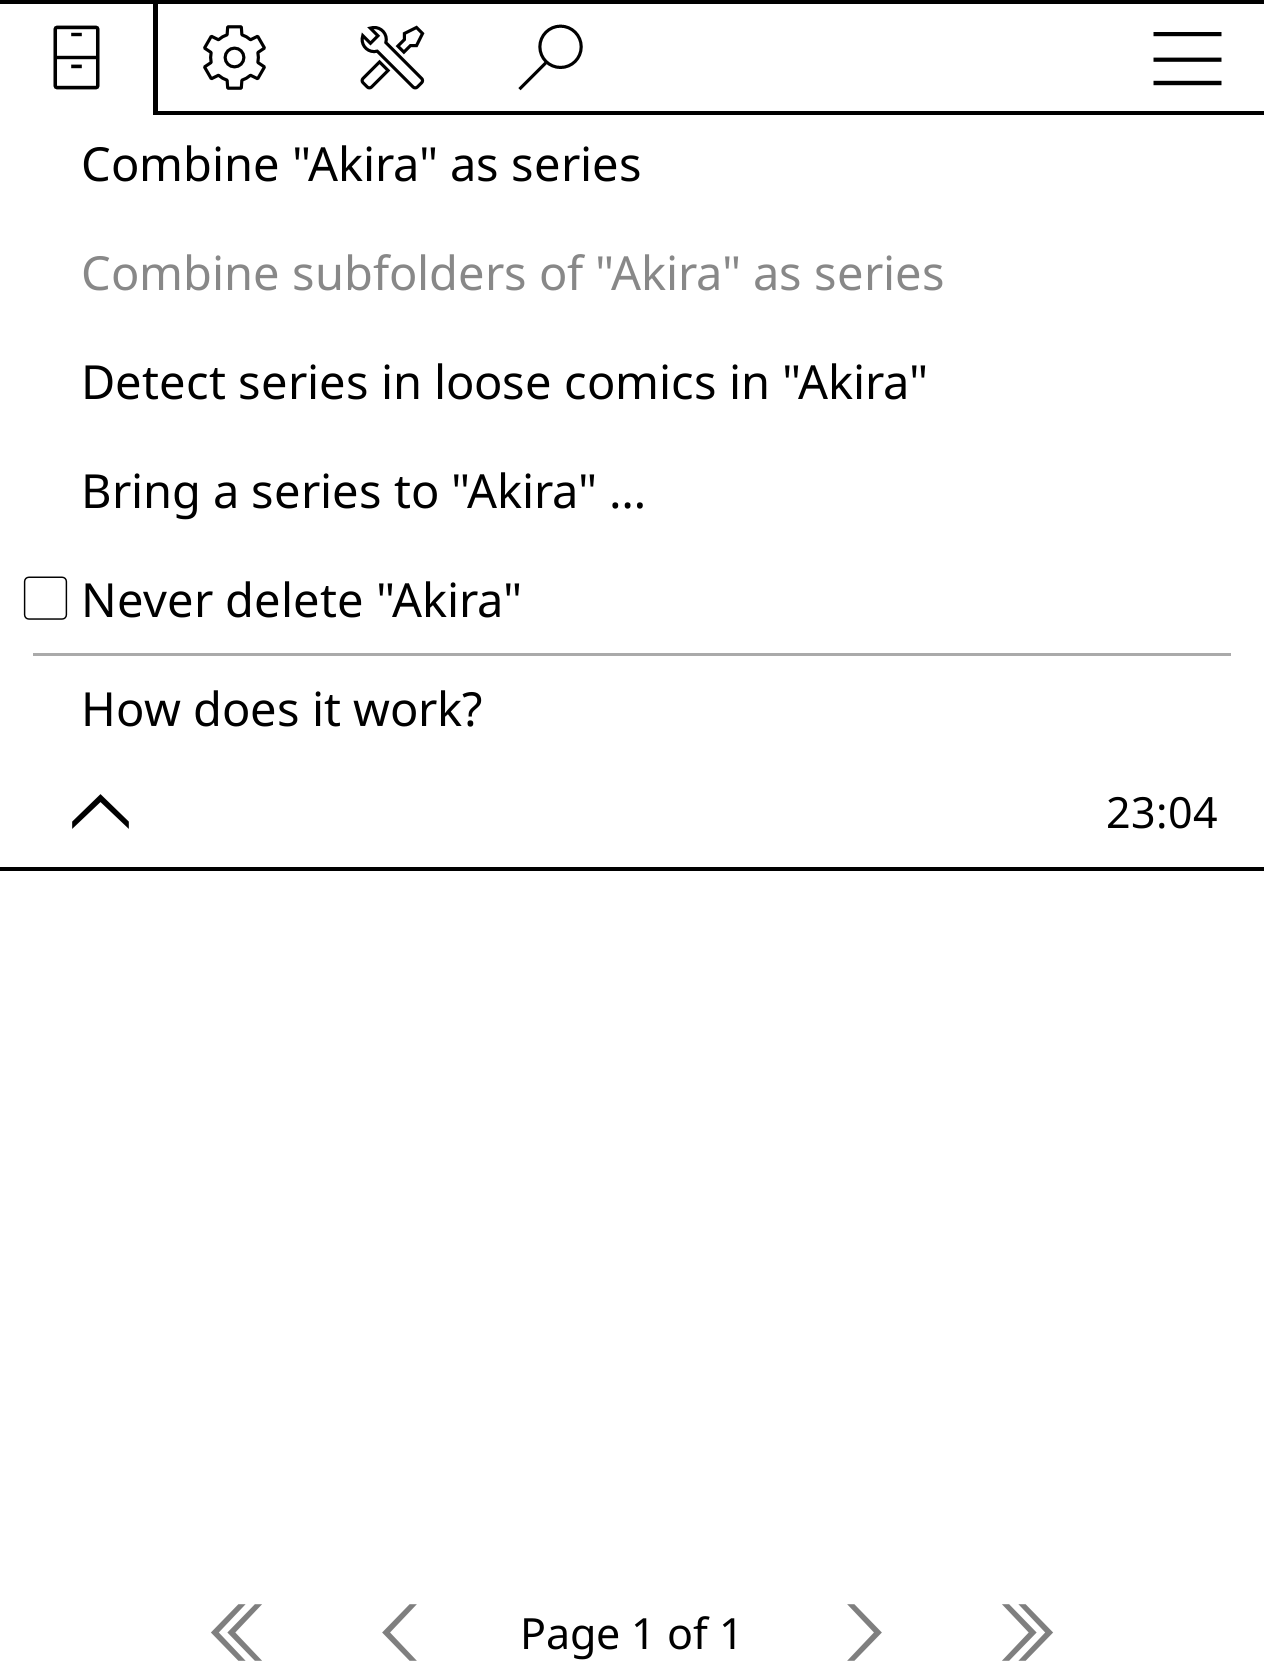 Combine "Akira" as series
Combine subfolders of "Akira" as series
Detect series in loose comics in "Akira"
Bring a series to "Akira" …
Never delete "Akira"
How does it work?
23:04
Page 1 of 1